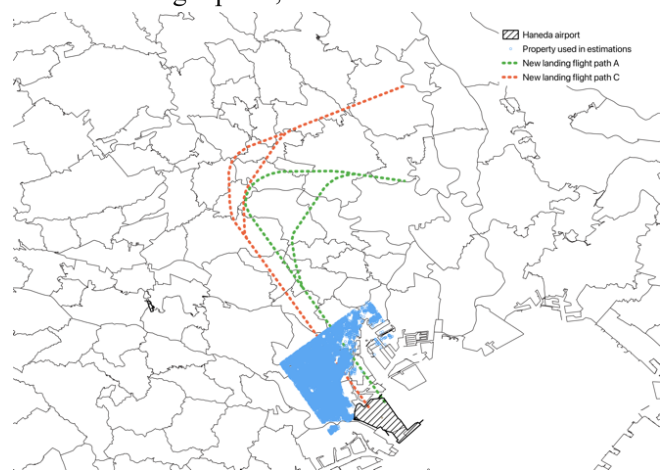 Haneda airport
Property used in estimations
New landing flight path A
New landing flight path C